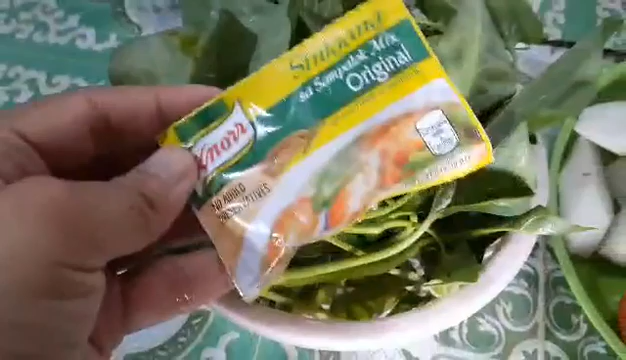 Sinigang
sa Sampalok Mix
Original
Knorr
NO ADDED
PRESERVATIVES